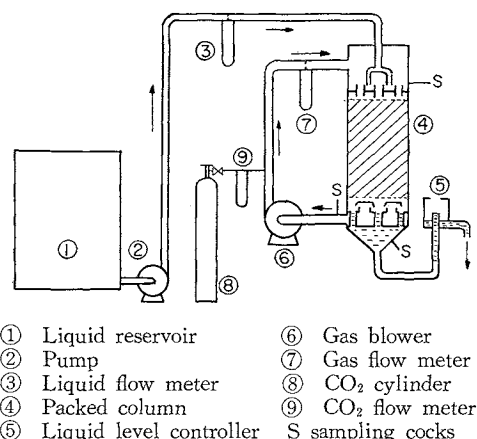 ③
S
⑦
④
⑨
S
⑤
①
②
⑥
S
⑧
① Liquid reservoir ⑥ Gas blower
② Pump ⑦ Gas flow meter
③ Liquid flow meter ⑧ CO₂ cylinder
④ Packed column ⑨ CO₂ flow meter
⑤ Liquid level controller S sampling cocks